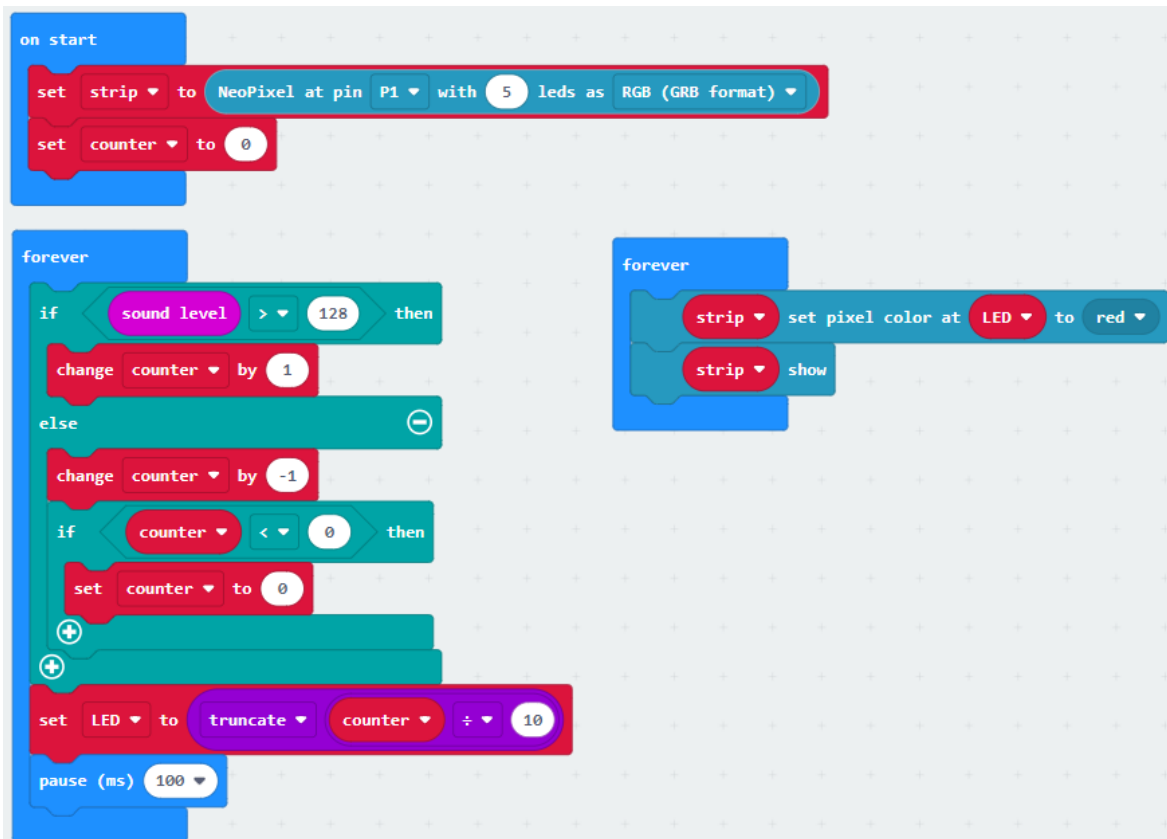 on start
set strip to NeoPixel at pin P1 with 5 leds as RGB (GRB format)
set counter to 0
forever
if sound level > 128 then
change counter by 1
else
change counter by -1
if counter < 0 then
set counter to 0
set LED to truncate counter ÷ 10
pause (ms) 100
forever
strip set pixel color at LED to red
strip show